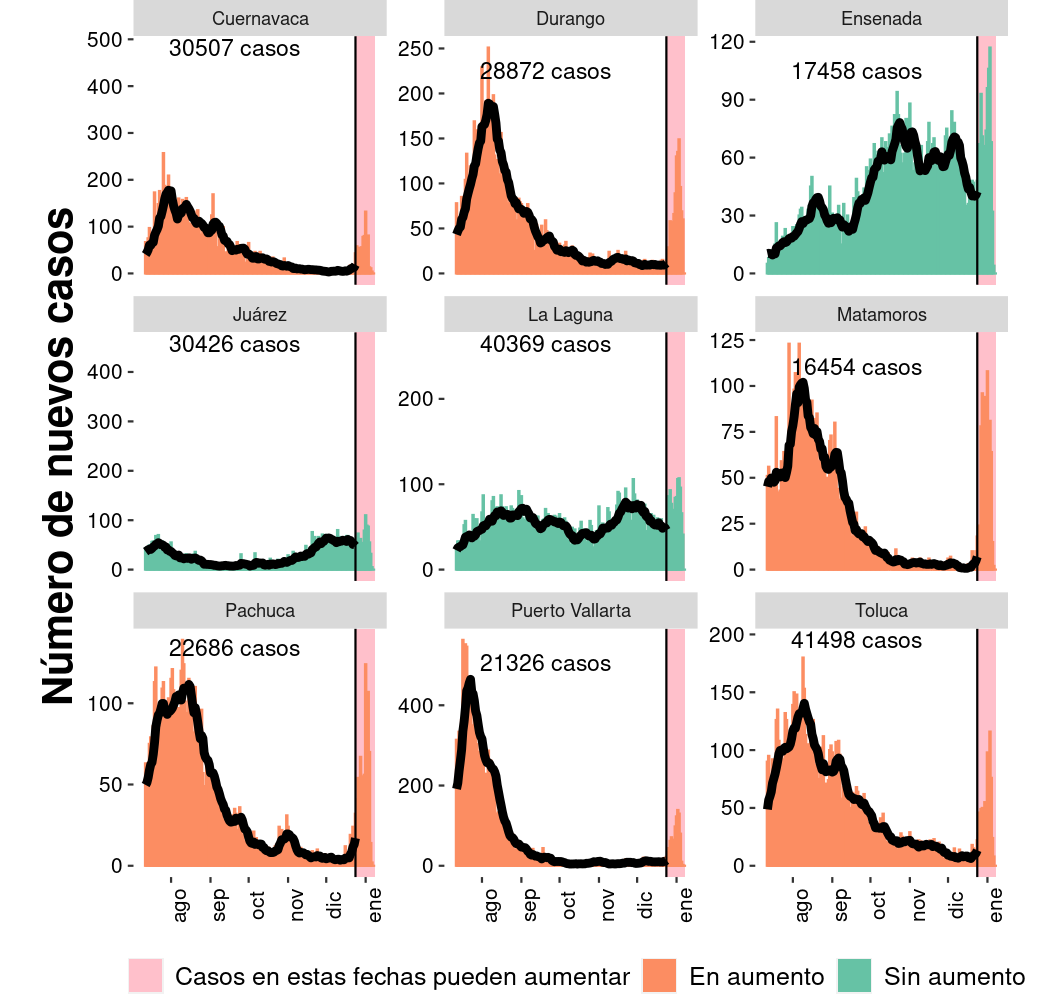 Número de nuevos casos
Cuernavaca
Durango
Ensenada
500
400
300
200
100
0
30507 casos
250
200
150
100
50
0
28872 casos
120
90
60
30
0
17458 casos
Juárez
La Laguna
Matamoros
400
300
200
100
0
30426 casos
200
100
0
40369 casos
125
100
75
50
25
0
16454 casos
Pachuca
Puerto Vallarta
Toluca
100
50
0
22686 casos
400
200
0
21326 casos
200
150
100
50
0
41498 casos
ago sep oct nov dic ene
ago sep oct nov dic ene
ago sep oct nov dic ene
Casos en estas fechas pueden aumentar En aumento Sin aumento